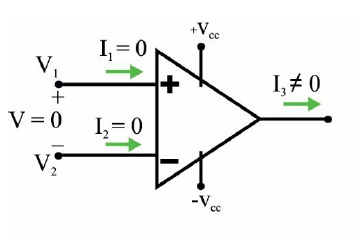 +Vcc
I₁ = 0
V₁
+
+
I₃ ≠ 0
V = 0
I₂ = 0
−
−
V₂
-Vcc